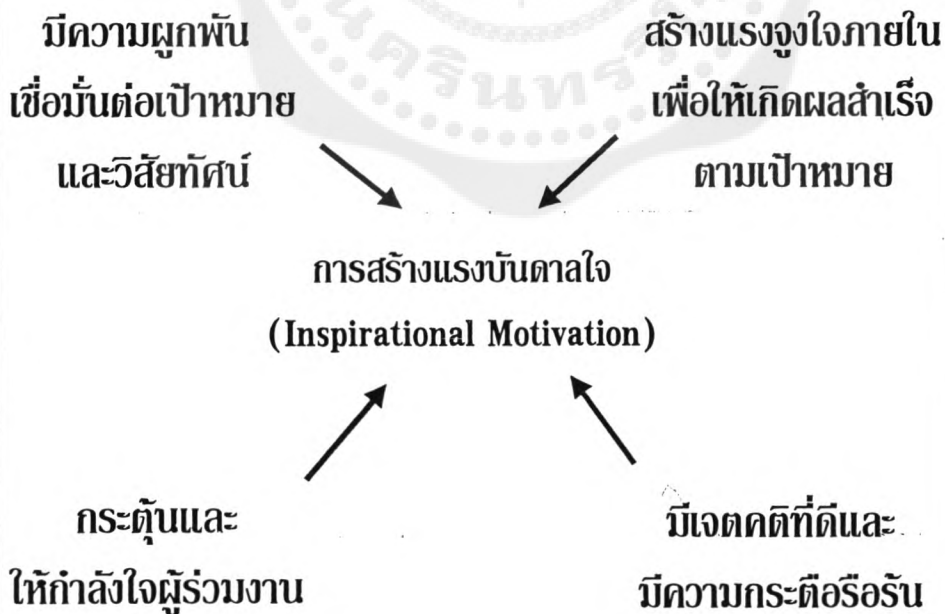 มีความผูกพัน
เชื่อมั่นต่อเป้าหมาย
และวิสัยทัศน์
สร้างแรงจูงใจภายใน
เพื่อให้เกิดผลสำเร็จ
ตามเป้าหมาย
การสร้างแรงบันดาลใจ
(Inspirational Motivation)
กระตุ้นและ
ให้กำลังใจผู้ร่วมงาน
มีเจตคติที่ดีและ
มีความกระตือรือร้น